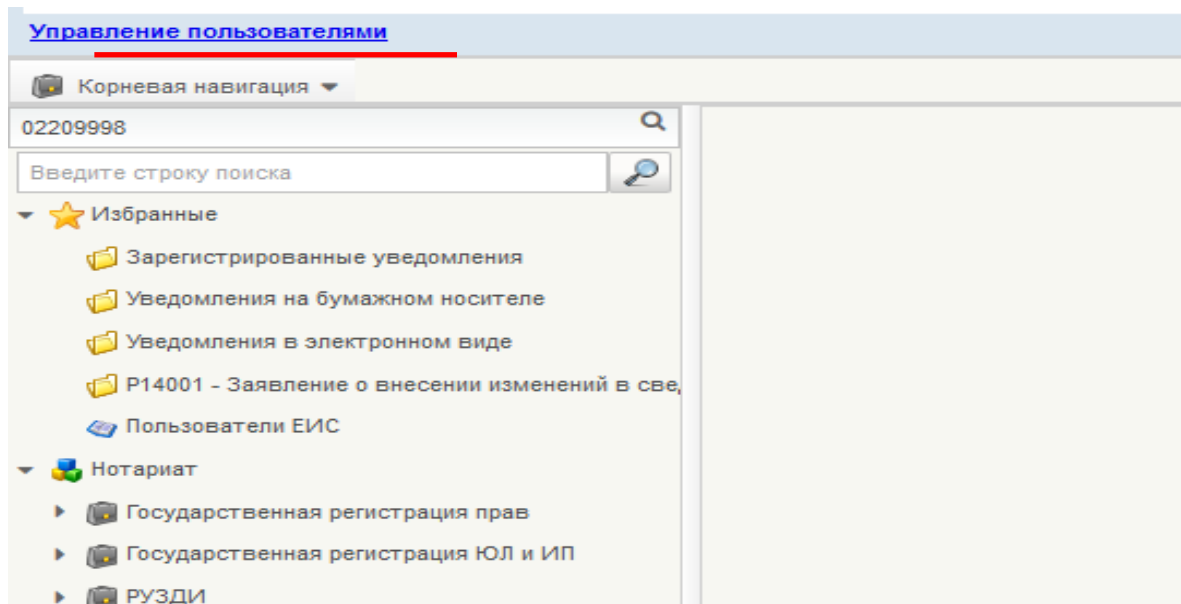 Управление пользователями
Корневая навигация
02209998
Введите строку поиска
Избранные
Зарегистрированные уведомления
Уведомления на бумажном носителе
Уведомления в электронном виде
Р14001 - Заявление о внесении изменений в све
Пользователи ЕИС
Нотариат
Государственная регистрация прав
Государственная регистрация ЮЛ и ИП
РУЗДИ